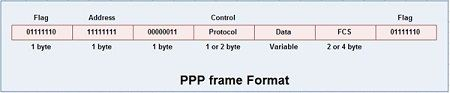 Flag Address Control Flag
01111110 11111111 00000011 Protocol Data FCS 01111110
1 byte 1 byte 1 byte 1 or 2 byte Variable 2 or 4 byte 1 byte
PPP frame Format